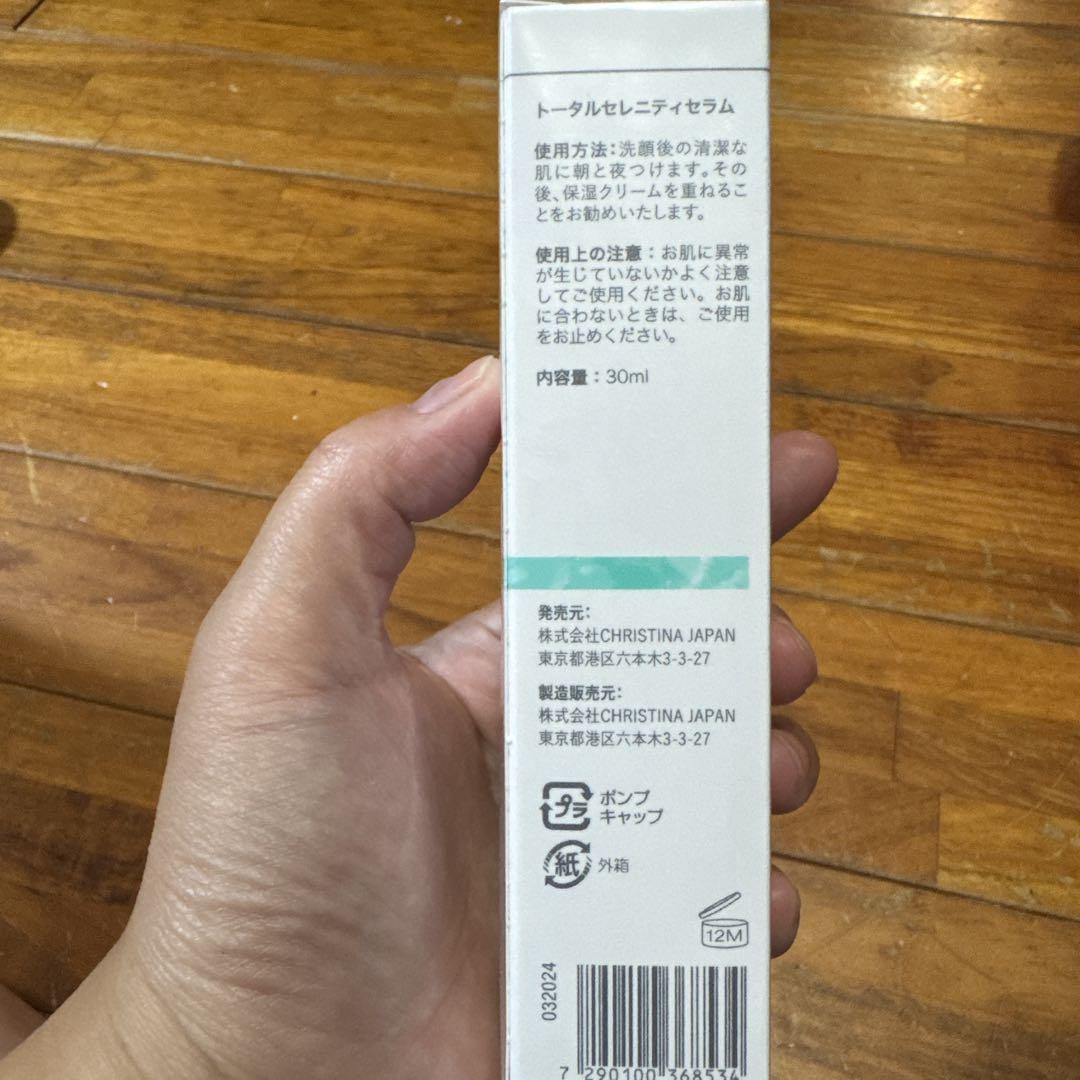 トータルセレニティセラム
使用方法：洗顔後の清潔な
肌に朝と夜つけます。その
後、保湿クリームを重ねるこ
とをお勧めいたします。
使用上の注意：お肌に異常
が生じていないかよく注意
してご使用ください。お肌
に合わないときは、ご使用
をお止めください。
内容量：30ml
発売元：
株式会社CHRISTINA JAPAN
東京都港区六本木3-3-27
製造販売元：
株式会社CHRISTINA JAPAN
東京都港区六本木3-3-27
プラ ポンプ
キャップ
紙 外箱
12M
032024
7 290100 368534